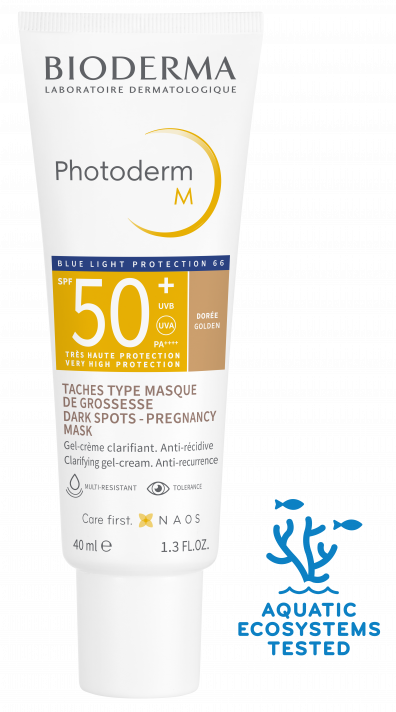 BIODERMA
LABORATOIRE DERMATOLOGIQUE
Photoderm
M
BLUE LIGHT PROTECTION 66
SPF
50+
UVB
UVA
PA++++
TRÈS HAUTE PROTECTION
VERY HIGH PROTECTION
DORÉE
GOLDEN
TACHES TYPE MASQUE
DE GROSSESSE
DARK SPOTS - PREGNANCY
MASK
Gel-crème clarifiant. Anti-récidive
Clarifying gel-cream. Anti-recurrence
MULTI-RESISTANT
TOLERANCE
Care first. NAOS
40 ml ℮ 1.3 FL.OZ.
AQUATIC
ECOSYSTEMS
TESTED